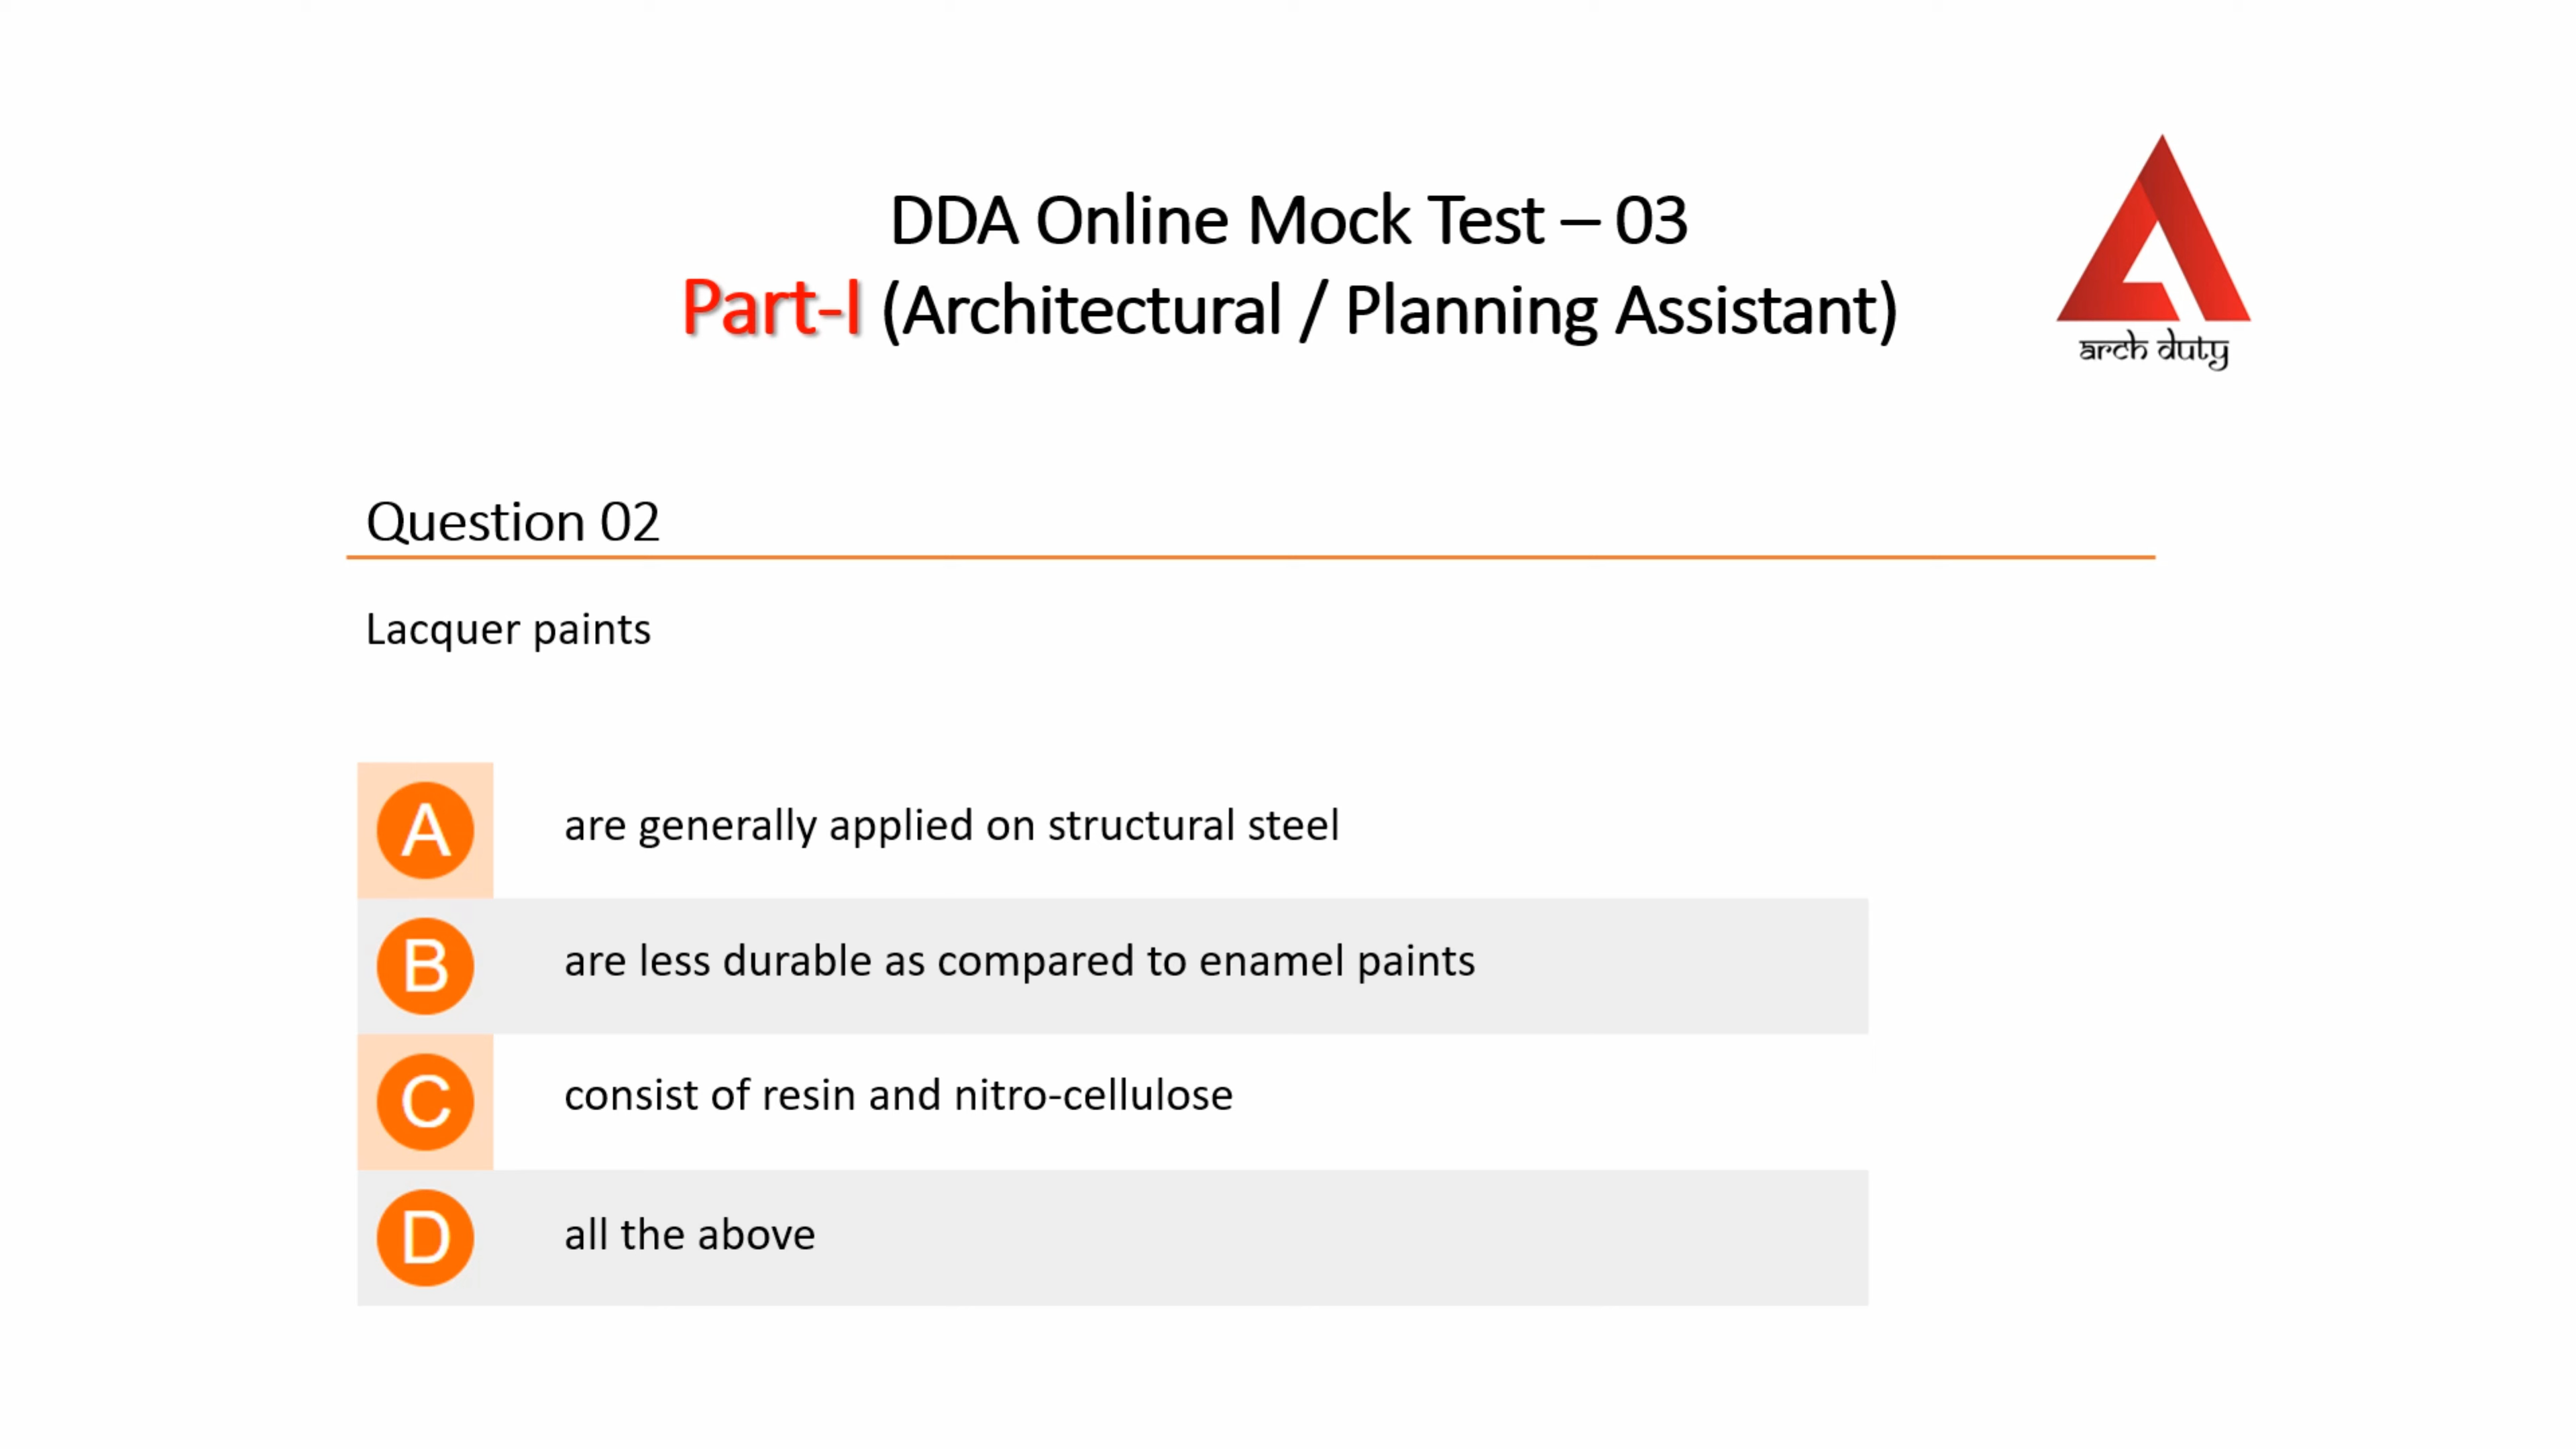 DDA Online Mock Test – 03
Part-I (Architectural / Planning Assistant)
arch duty
Question 02
Lacquer paints
A are generally applied on structural steel
B are less durable as compared to enamel paints
C consist of resin and nitro-cellulose
D all the above